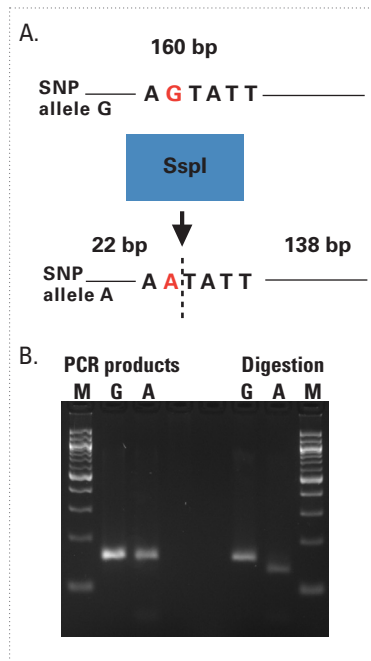 A.
160 bp
SNP allele G
A G T A T T
SspI
22 bp 138 bp
SNP allele A
A A T A T T
B.
PCR products Digestion
M G A G A M